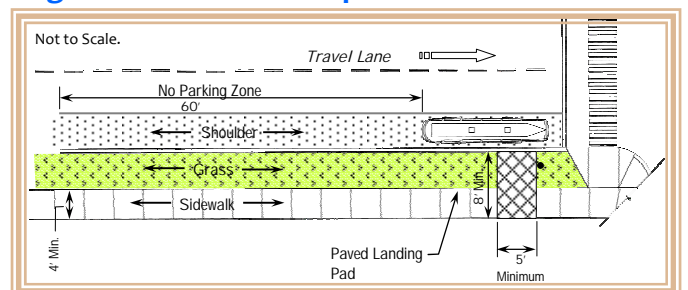 Not to Scale.
Travel Lane
No Parking Zone
60'
Shoulder
Grass
Sidewalk
8' Min.
4' Min.
Paved Landing
Pad
5'
Minimum